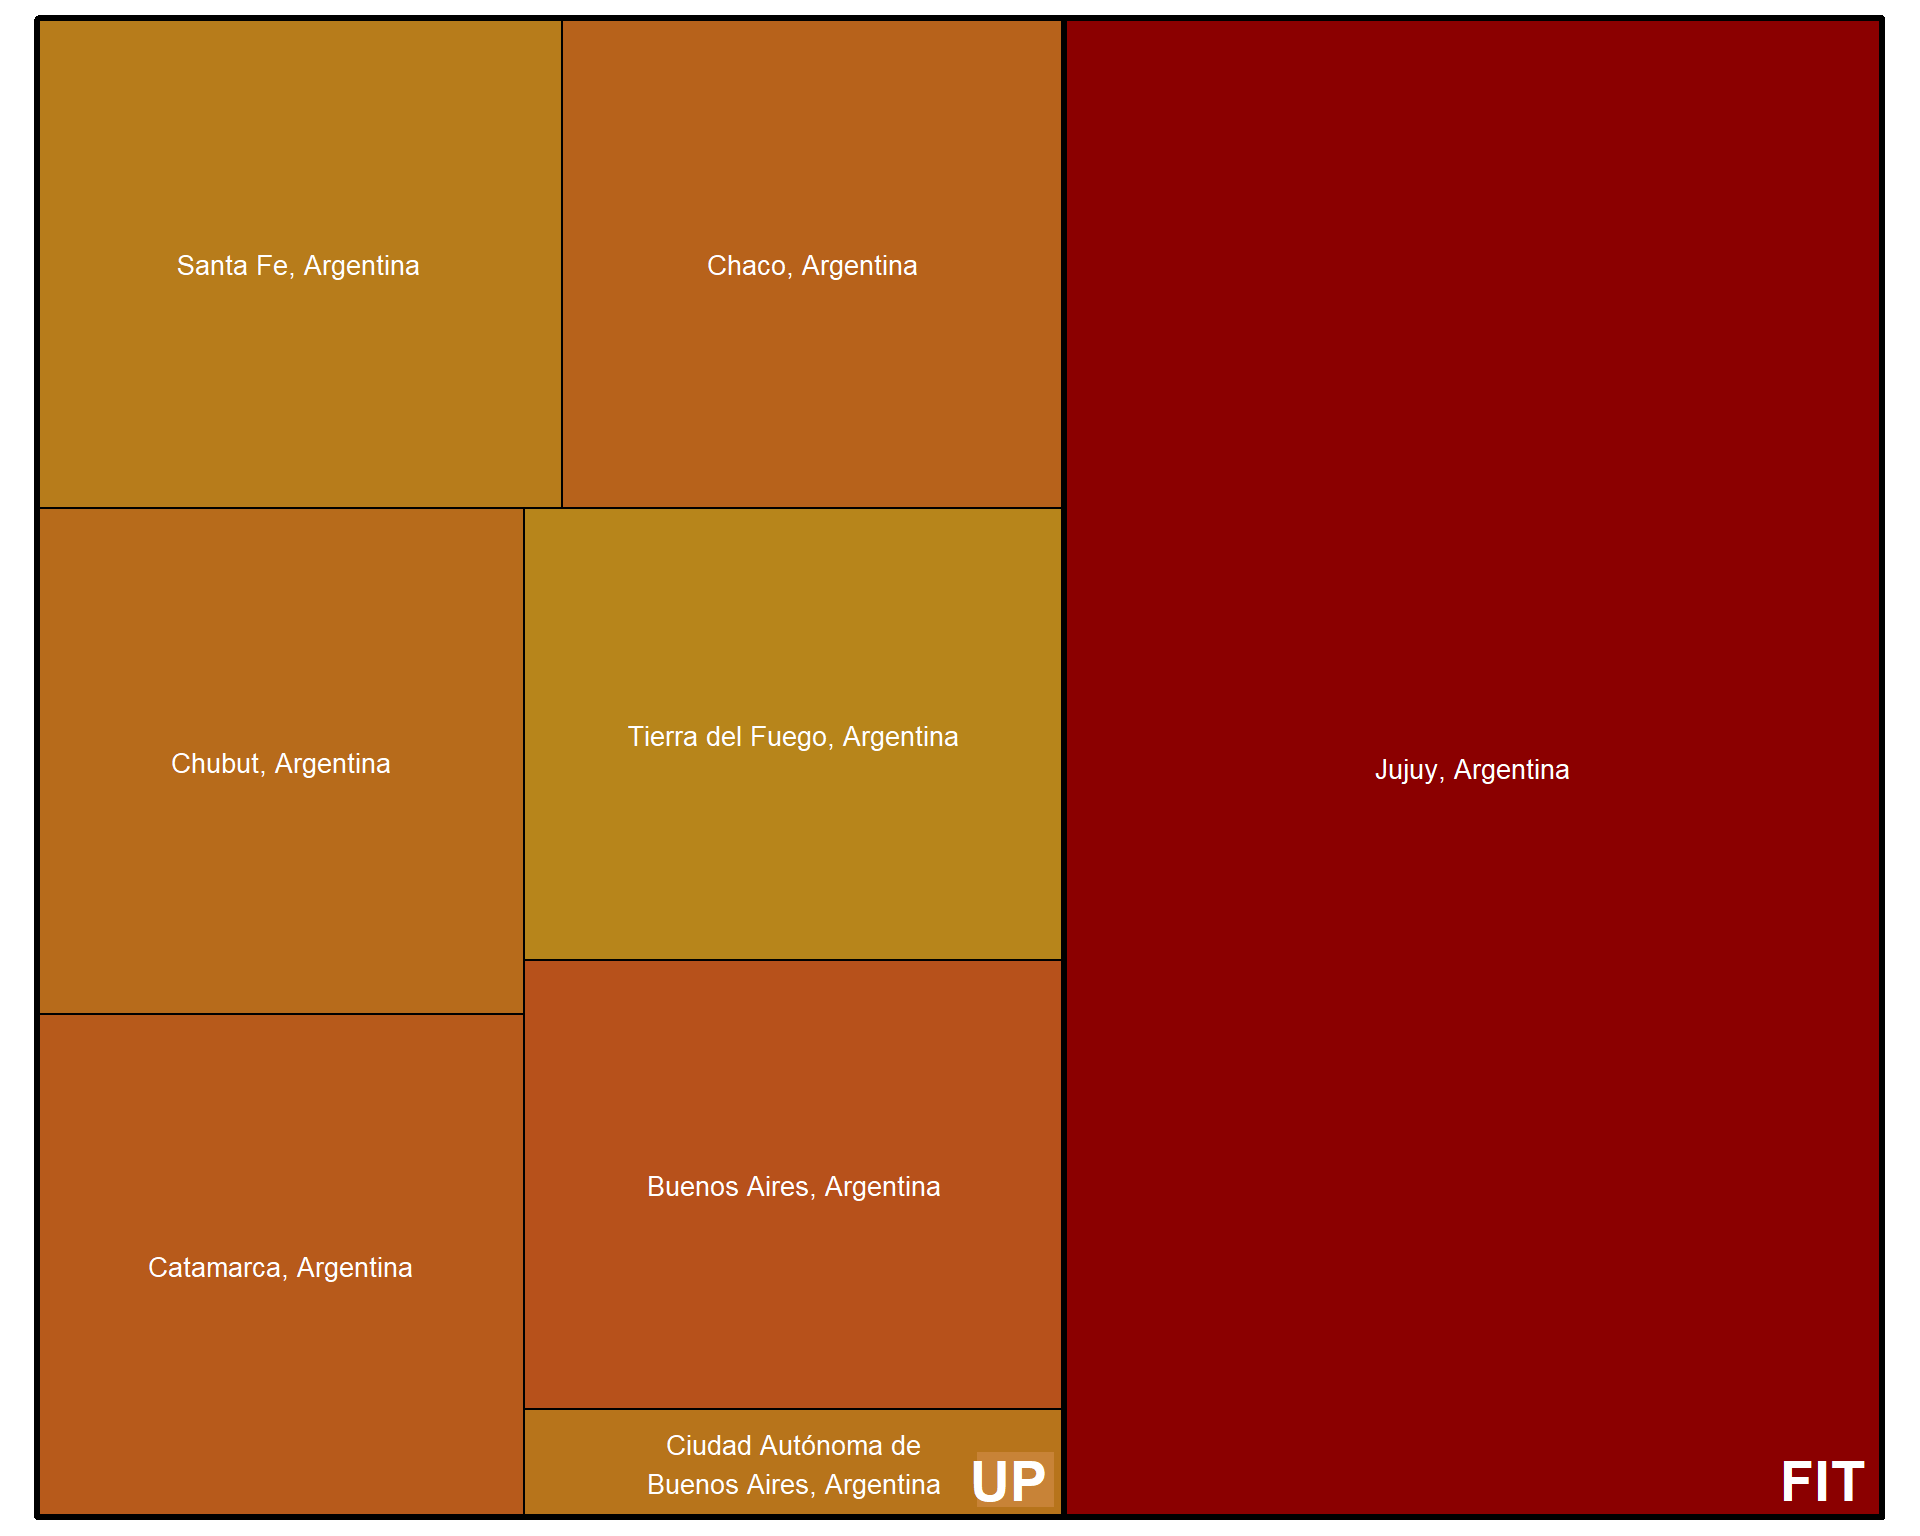 Santa Fe, Argentina
Chaco, Argentina
Chubut, Argentina
Tierra del Fuego, Argentina
Jujuy, Argentina
Catamarca, Argentina
Buenos Aires, Argentina
Ciudad Autónoma de
Buenos Aires, Argentina
UP
FIT